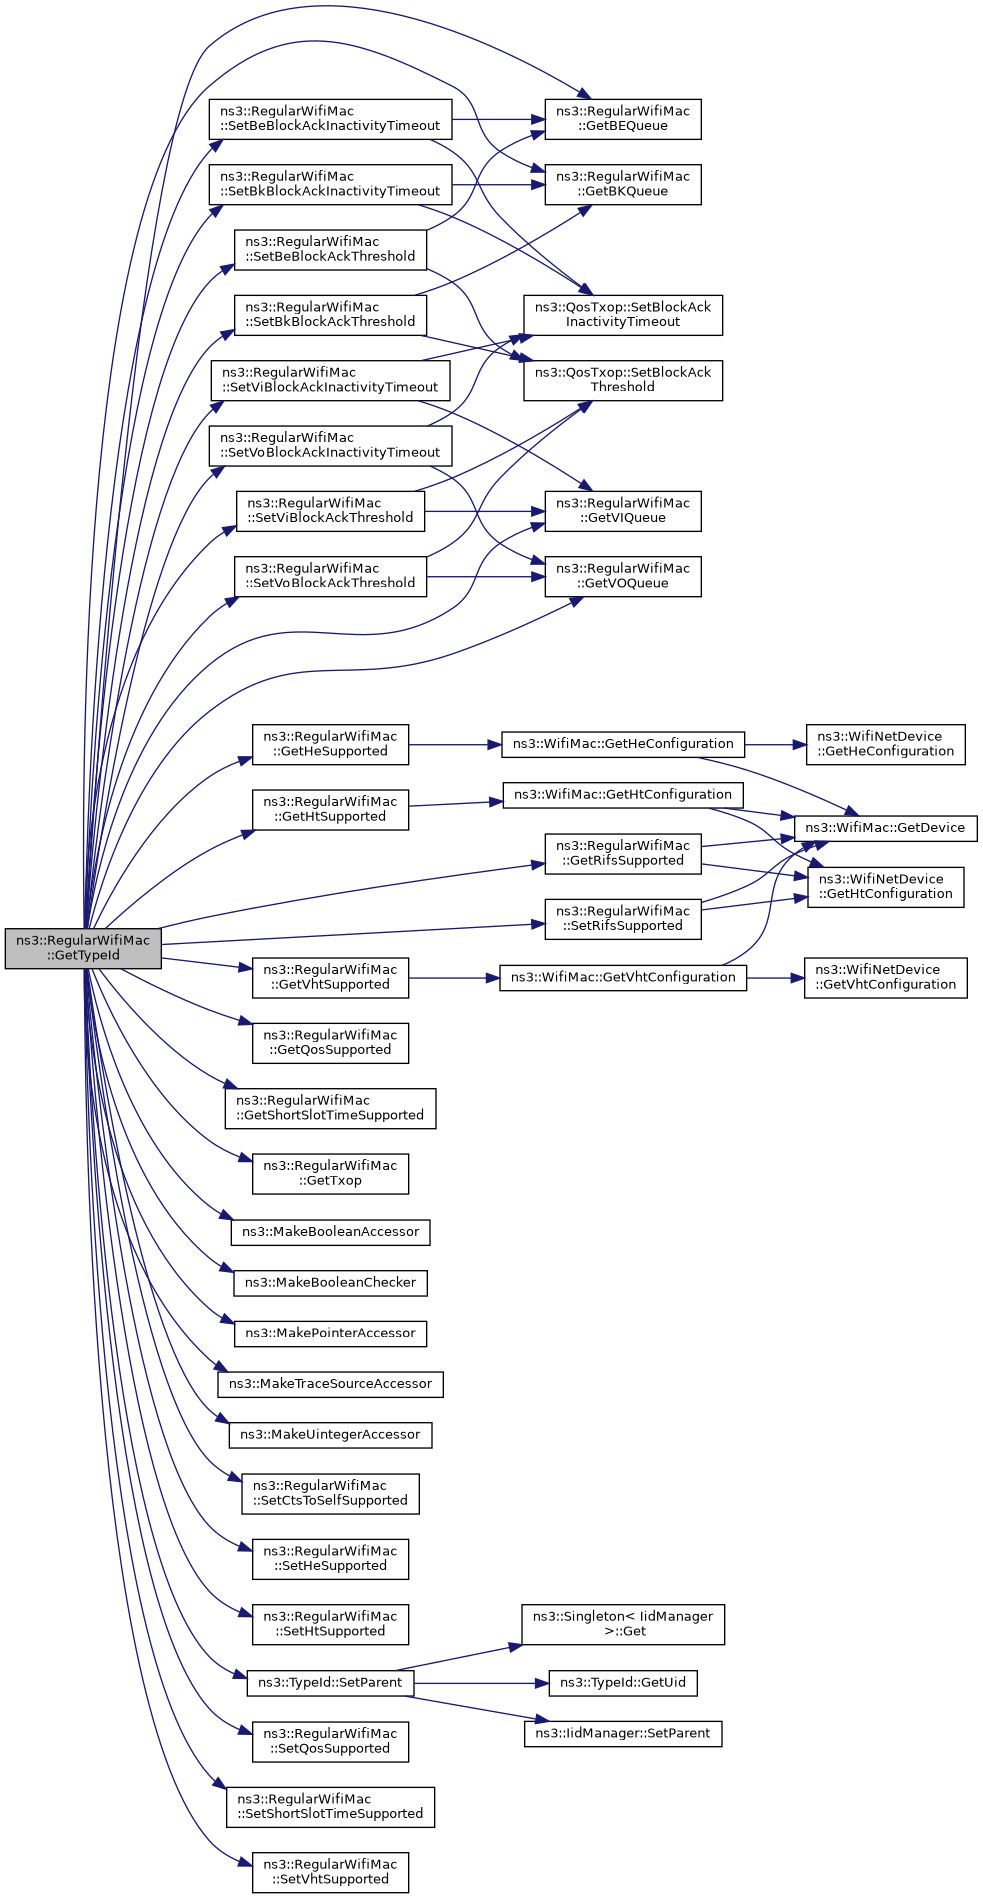 ns3::RegularWifiMac
::GetTypeId
ns3::RegularWifiMac
::SetBeBlockAckInactivityTimeout
ns3::RegularWifiMac
::SetBkBlockAckInactivityTimeout
ns3::RegularWifiMac
::SetBeBlockAckThreshold
ns3::RegularWifiMac
::SetBkBlockAckThreshold
ns3::RegularWifiMac
::SetViBlockAckInactivityTimeout
ns3::RegularWifiMac
::SetVoBlockAckInactivityTimeout
ns3::RegularWifiMac
::SetViBlockAckThreshold
ns3::RegularWifiMac
::SetVoBlockAckThreshold
ns3::RegularWifiMac
::GetHeSupported
ns3::RegularWifiMac
::GetHtSupported
ns3::RegularWifiMac
::GetVhtSupported
ns3::RegularWifiMac
::GetQosSupported
ns3::RegularWifiMac
::GetShortSlotTimeSupported
ns3::RegularWifiMac
::GetTxop
ns3::MakeBooleanAccessor
ns3::MakeBooleanChecker
ns3::MakePointerAccessor
ns3::MakeTraceSourceAccessor
ns3::MakeUintegerAccessor
ns3::RegularWifiMac
::SetCtsToSelfSupported
ns3::RegularWifiMac
::SetHeSupported
ns3::RegularWifiMac
::SetHtSupported
ns3::TypeId::SetParent
ns3::RegularWifiMac
::SetQosSupported
ns3::RegularWifiMac
::SetShortSlotTimeSupported
ns3::RegularWifiMac
::SetVhtSupported
ns3::RegularWifiMac
::GetBEQueue
ns3::RegularWifiMac
::GetBKQueue
ns3::QosTxop::SetBlockAck
InactivityTimeout
ns3::QosTxop::SetBlockAck
Threshold
ns3::RegularWifiMac
::GetVIQueue
ns3::RegularWifiMac
::GetVOQueue
ns3::WifiMac::GetHeConfiguration
ns3::WifiMac::GetHtConfiguration
ns3::RegularWifiMac
::GetRifsSupported
ns3::RegularWifiMac
::SetRifsSupported
ns3::WifiMac::GetVhtConfiguration
ns3::Singleton< IidManager
>::Get
ns3::TypeId::GetUid
ns3::IidManager::SetParent
ns3::WifiNetDevice
::GetHeConfiguration
ns3::WifiMac::GetDevice
ns3::WifiNetDevice
::GetHtConfiguration
ns3::WifiNetDevice
::GetVhtConfiguration